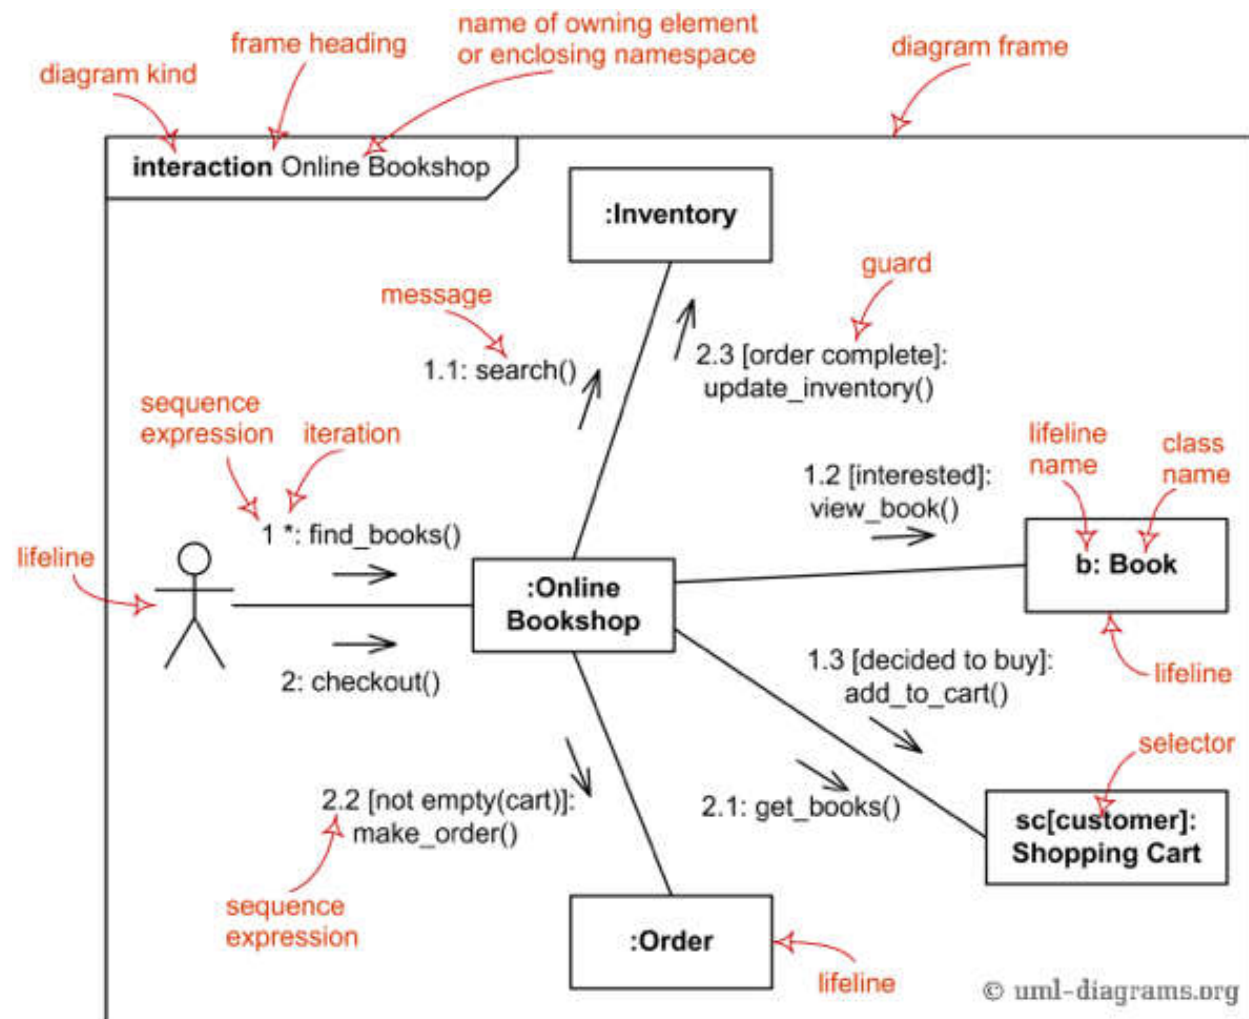 name of owning element
or enclosing namespace
frame heading
diagram frame
diagram kind
interaction Online Bookshop
:Inventory
guard
message
2.3 [order complete]:
update_inventory()
1.1: search()
sequence
expression
iteration
lifeline
name
class
name
1.2 [interested]:
view_book()
1 *: find_books()
lifeline
:Online
Bookshop
b: Book
2: checkout()
1.3 [decided to buy]:
add_to_cart()
lifeline
selector
2.2 [not empty(cart)]:
make_order()
2.1: get_books()
sc[customer]:
Shopping Cart
sequence
expression
:Order
lifeline
© uml-diagrams.org